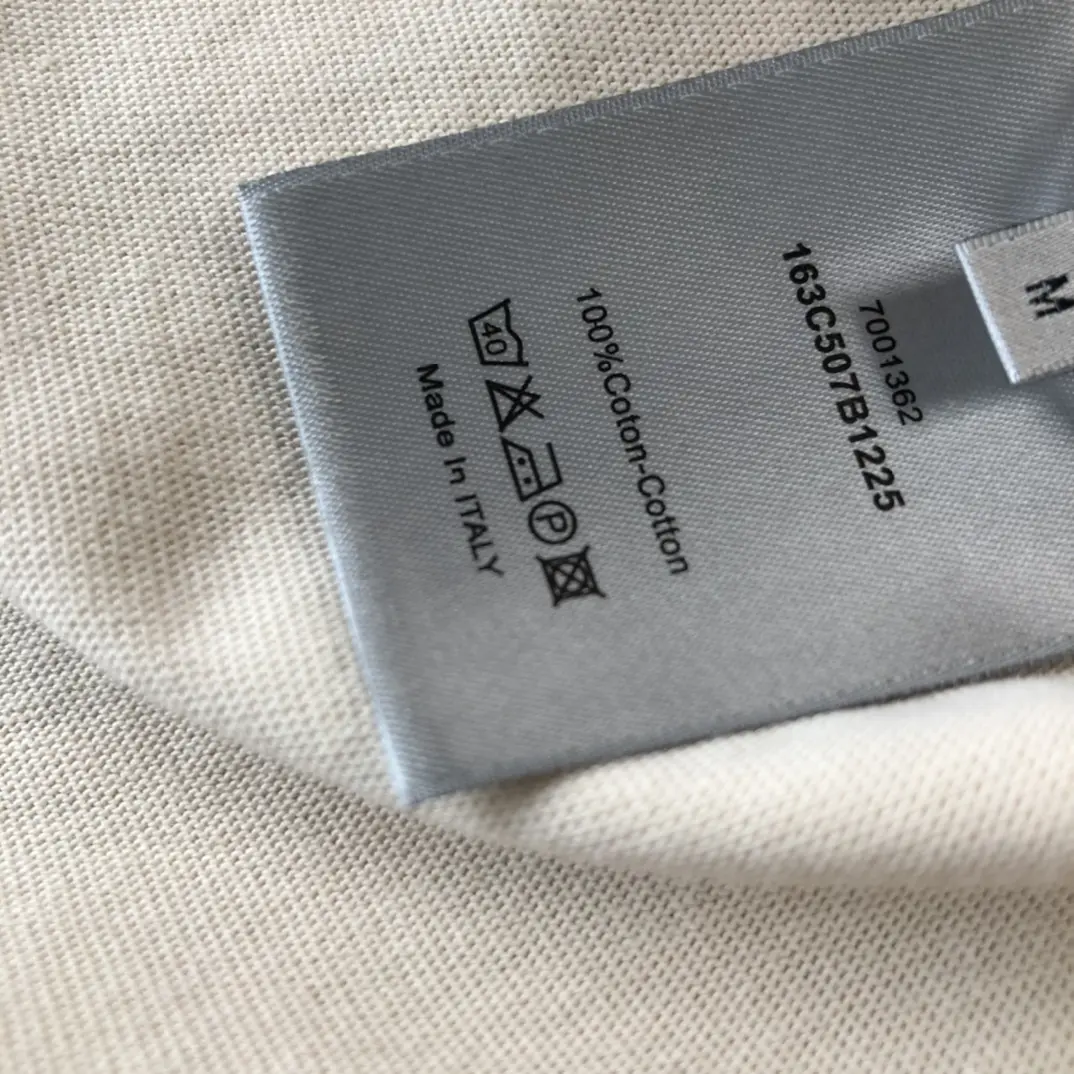 M
7001362
163C507B1225
100%Coton-Cotton
40
P
Made In ITALY